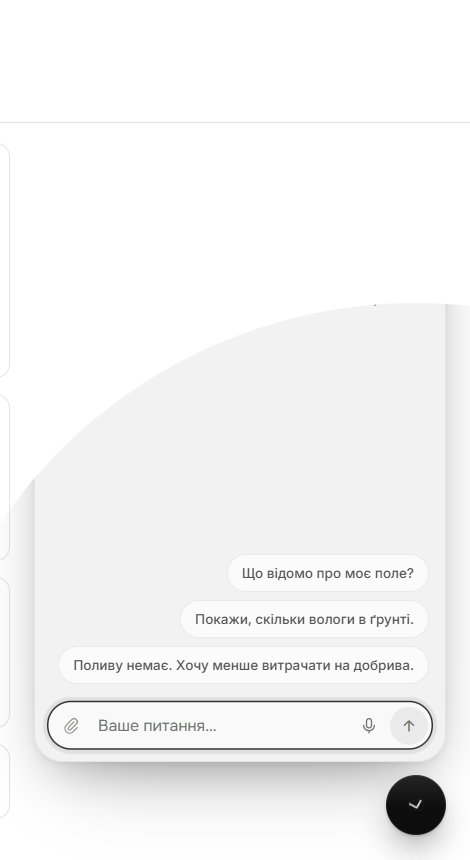 Що відомо про моє поле?
Покажи, скільки вологи в ґрунті.
Поливу немає. Хочу менше витрачати на добрива.
Ваше питання...